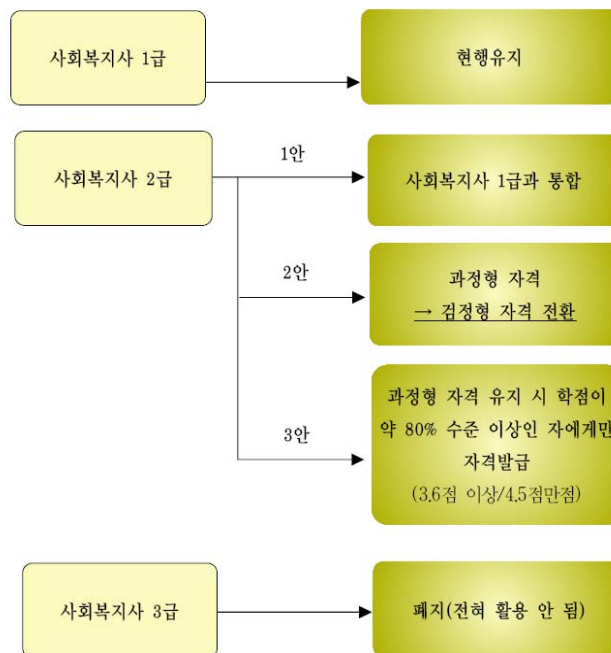 사회복지사 1급
현행유지
사회복지사 2급
1안
사회복지사 1급과 통합
2안
과정형 자격
→ 검정형 자격 전환
3안
과정형 자격 유지 시 학점이
약 80% 수준 이상인 자에게만
자격발급
(3.6점 이상/4.5점만점)
사회복지사 3급
폐지(전혀 활용 안 됨)